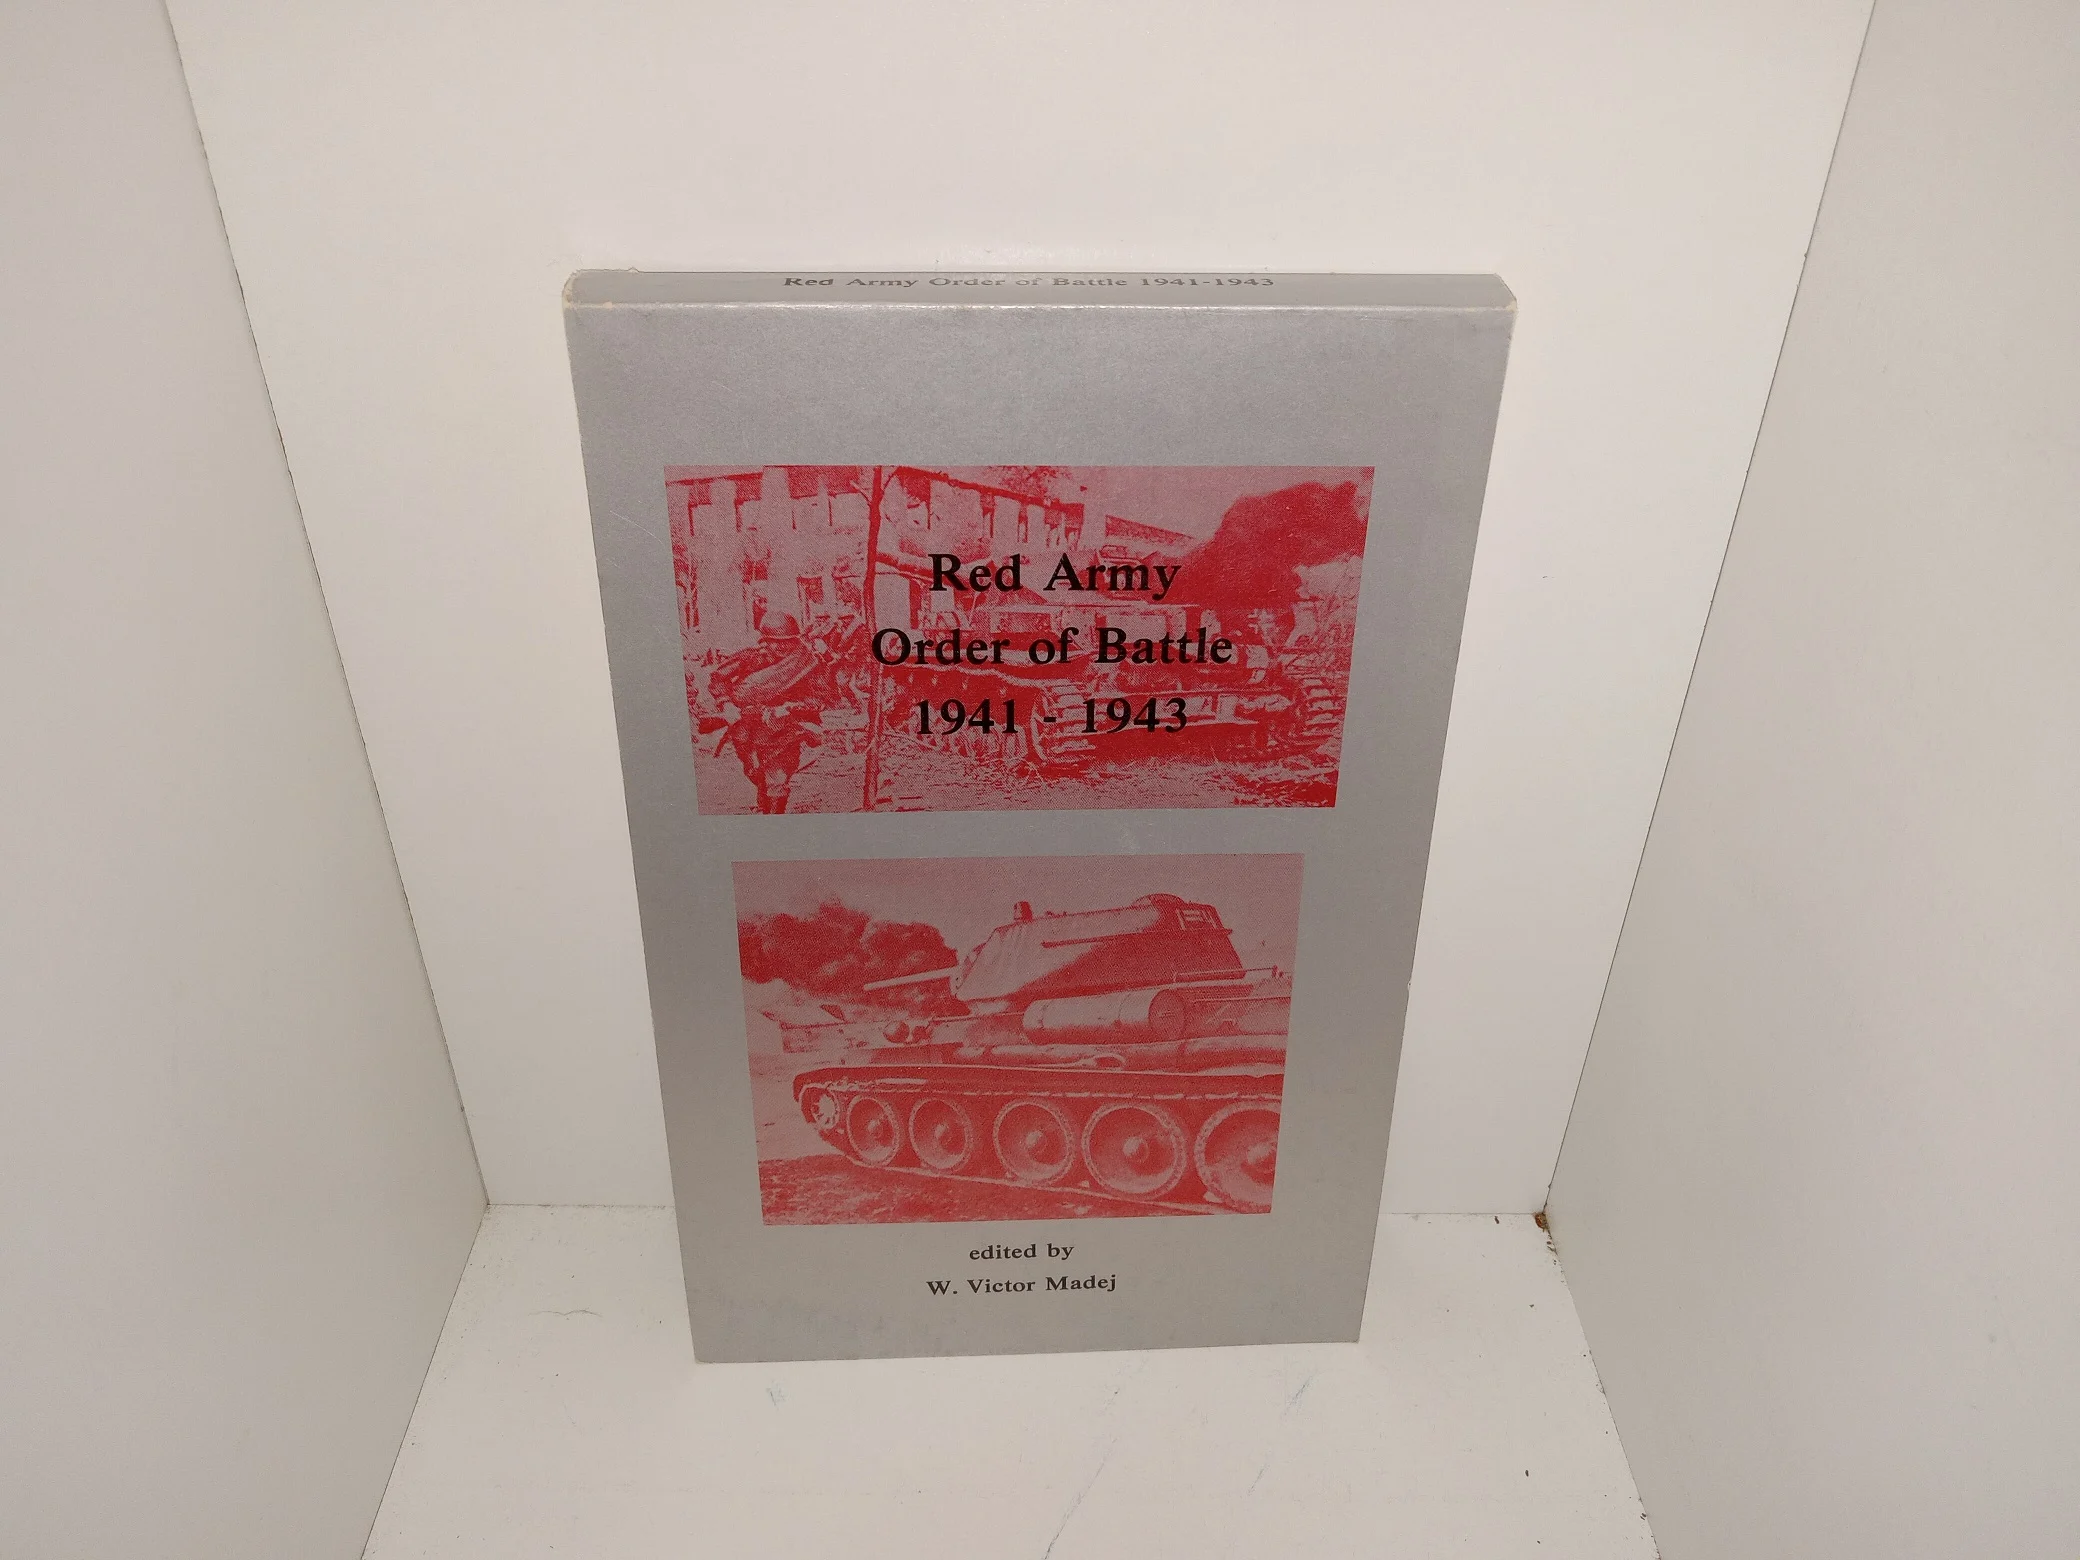 Red Army Order of Battle 1941-1943
Red Army
Order of Battle
1941 - 1943
edited by
W. Victor Madej